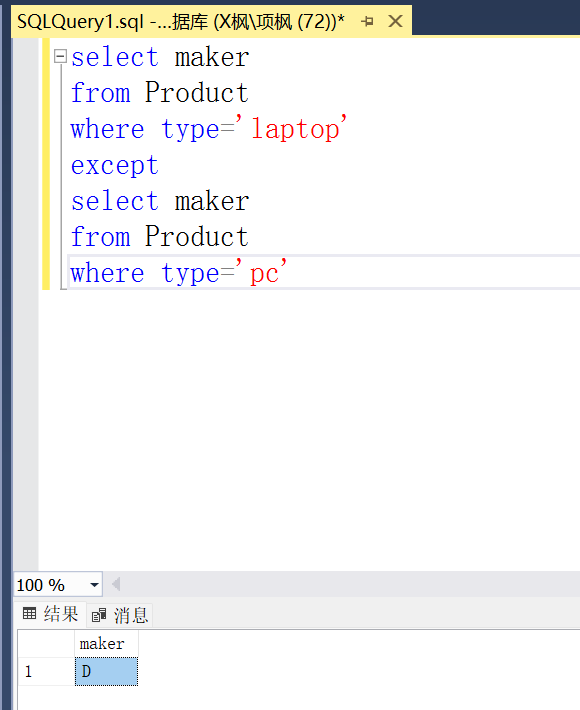 SQLQuery1.sql -...据库 (X枫\项枫 (72))*
select maker
from Product
where type='laptop'
except
select maker
from Product
where type='pc'
100 %
结果 消息
maker
1 D